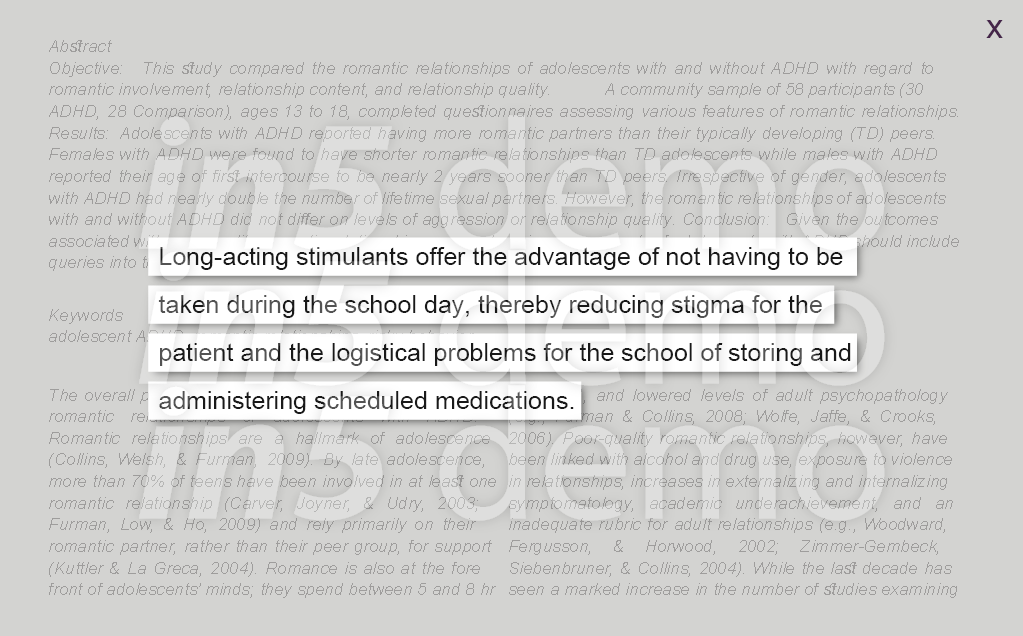 X
Abstract
Objective: This study compared the romantic relationships of adolescents with and without ADHD with regard to
romantic involvement, relationship content, and relationship quality. A community sample of 58 participants (30
ADHD, 28 Comparison), ages 13 to 18, completed questionnaires assessing various features of romantic relationships.
Results: Adolescents with ADHD reported having more romantic partners than their typically developing (TD) peers.
Females with ADHD were found to have shorter romantic relationships than TD adolescents while males with ADHD
reported their age of first intercourse to be nearly 2 years sooner than TD peers. Irrespective of gender, adolescents
with ADHD had nearly double the number of lifetime sexual partners. However, the romantic relationships of adolescents
with and without ADHD did not differ on levels of aggression or relationship quality. Conclusion: Given the outcomes
associated should include
queries into
Long-acting stimulants offer the advantage of not having to be
taken during the school day, thereby reducing stigma for the
patient and the logistical problems for the school of storing and
administering scheduled medications.
Keywords
adolescent
The overall
romantic
Romantic relationships are a hallmark of adolescence
(Collins, Welsh, & Furman, 2009). By late adolescence,
more than 70% of teens have been involved in at least one
romantic relationship (Carver, Joyner, & Udry, 2003;
Furman, Low, & Ho, 2009) and rely primarily on their
romantic partner, rather than their peer group, for support
(Kuttler & La Greca, 2004). Romance is also at the fore
front of adolescents' minds; they spend between 5 and 8 hr
and lowered levels of adult psychopathology
& Collins, 2008; Wolfe, Jaffe, & Crooks,
2006). Poor-quality romantic relationships, however, have
been linked with alcohol and drug use, exposure to violence
in relationships, increases in externalizing and internalizing
symptomatology, academic underachievement, and an
inadequate rubric for adult relationships (e.g., Woodward,
Fergusson, & Horwood, 2002; Zimmer-Gembeck,
Siebenbruner, & Collins, 2004). While the last decade has
seen a marked increase in the number of studies examining
in5 demo
in5 demo
in5 demo